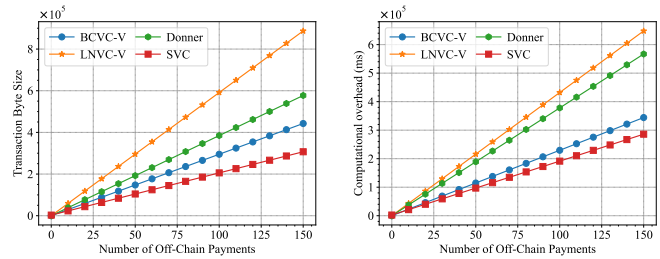 × 10⁵
BCVC-V
Donner
LNVC-V
SVC
8
6
4
2
0
Transaction Byte Size
0 25 50 75 100 125 150
Number of Off-Chain Payments
× 10⁵
BCVC-V
Donner
LNVC-V
SVC
6
5
4
3
2
1
0
Computational overhead (ms)
0 25 50 75 100 125 150
Number of Off-Chain Payments